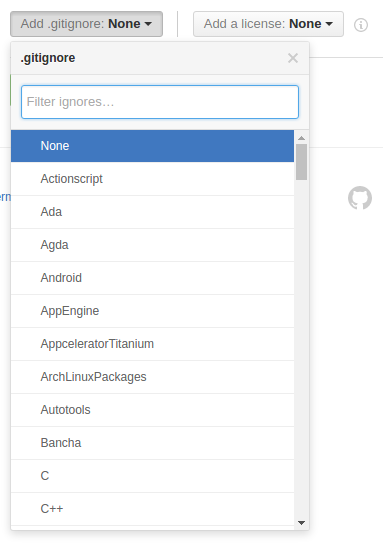 Add .gitignore: None
Add a license: None
.gitignore
Filter ignores…
None
Actionscript
Ada
Agda
Android
AppEngine
AppceleratorTitanium
ArchLinuxPackages
Autotools
Bancha
C
C++